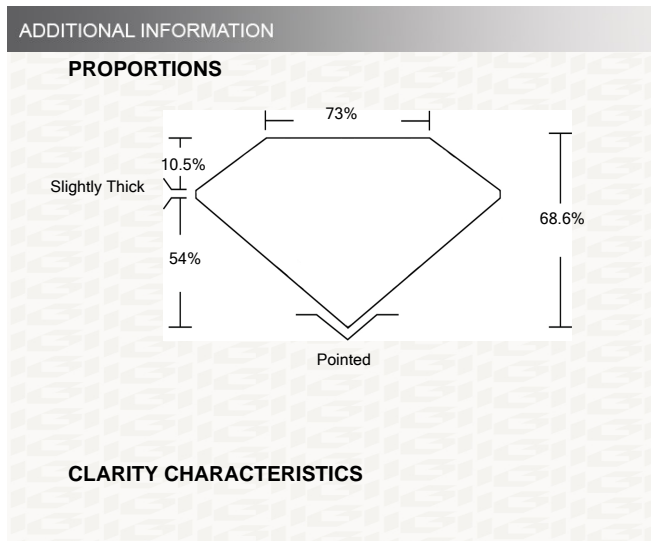 ADDITIONAL INFORMATION
PROPORTIONS
73%
10.5%
Slightly Thick
68.6%
54%
Pointed
CLARITY CHARACTERISTICS